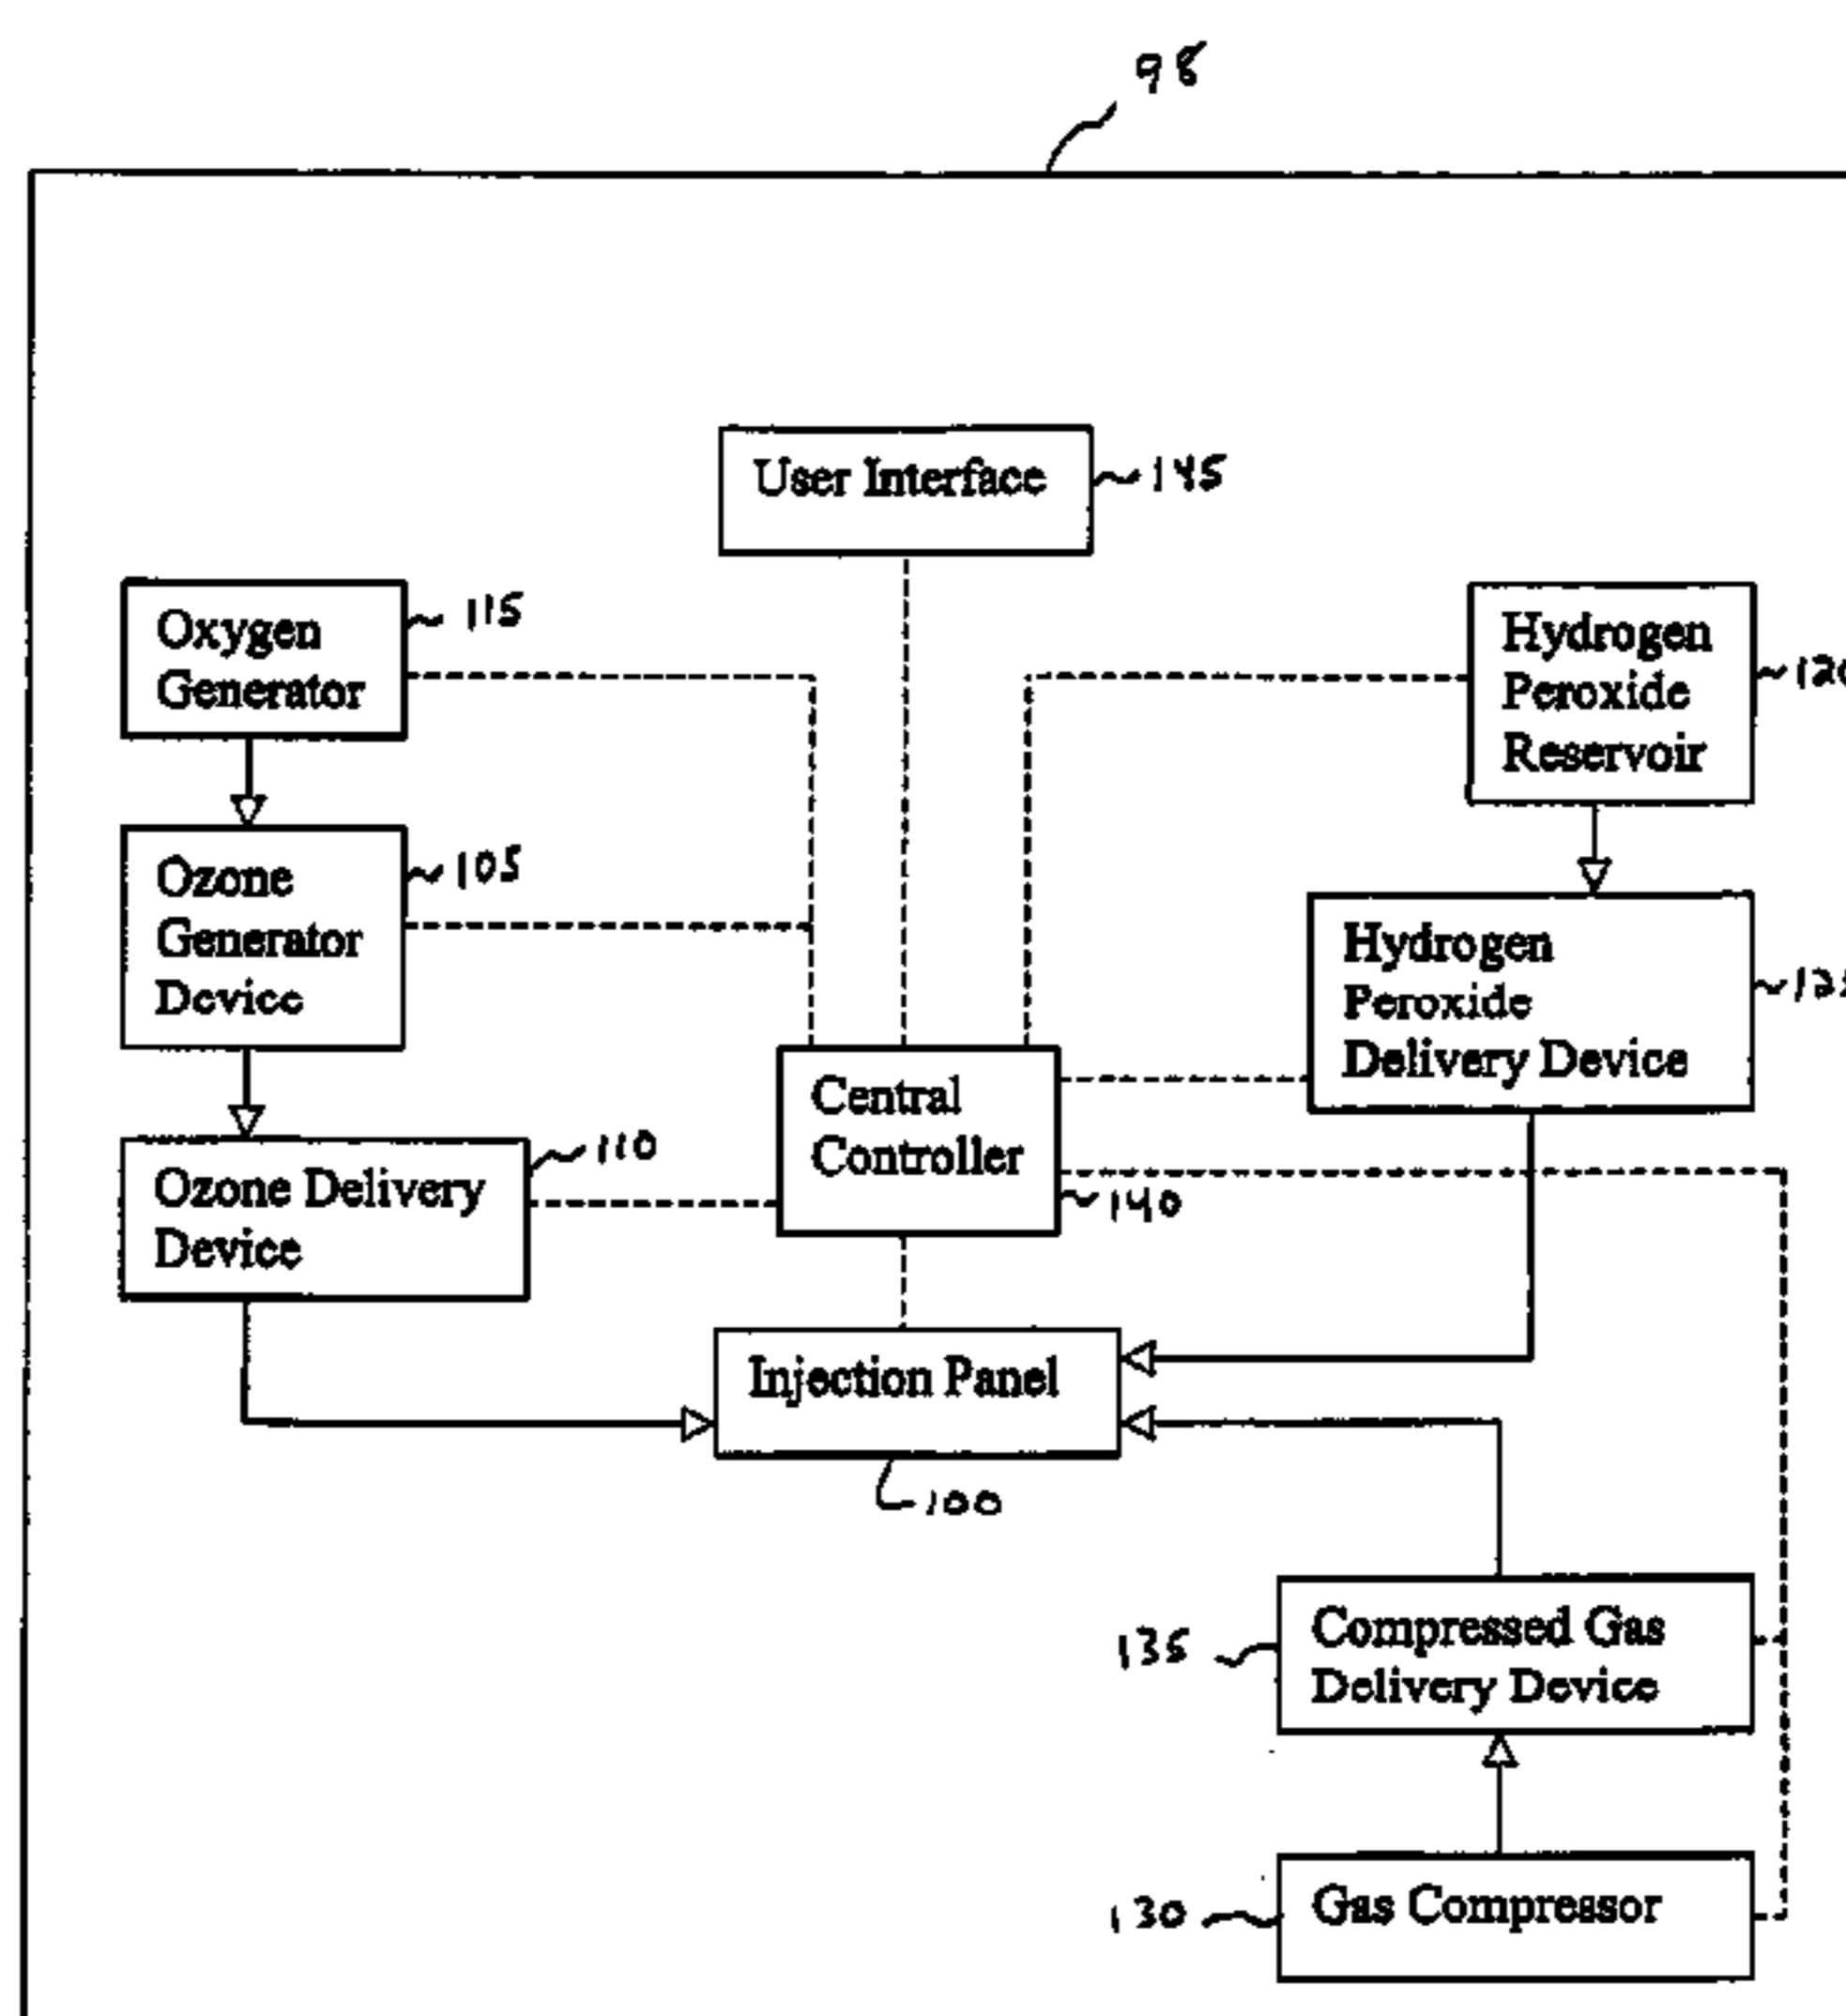 98
User Interface
145
Oxygen
Generator
115
Hydrogen
Peroxide
Reservoir
Ozone
Generator
Device
105
Hydrogen
Peroxide
Delivery Device
Central
Controller
140
Ozone Delivery
Device
110
Injection Panel
100
Compressed Gas
Delivery Device
135
Gas Compressor
130